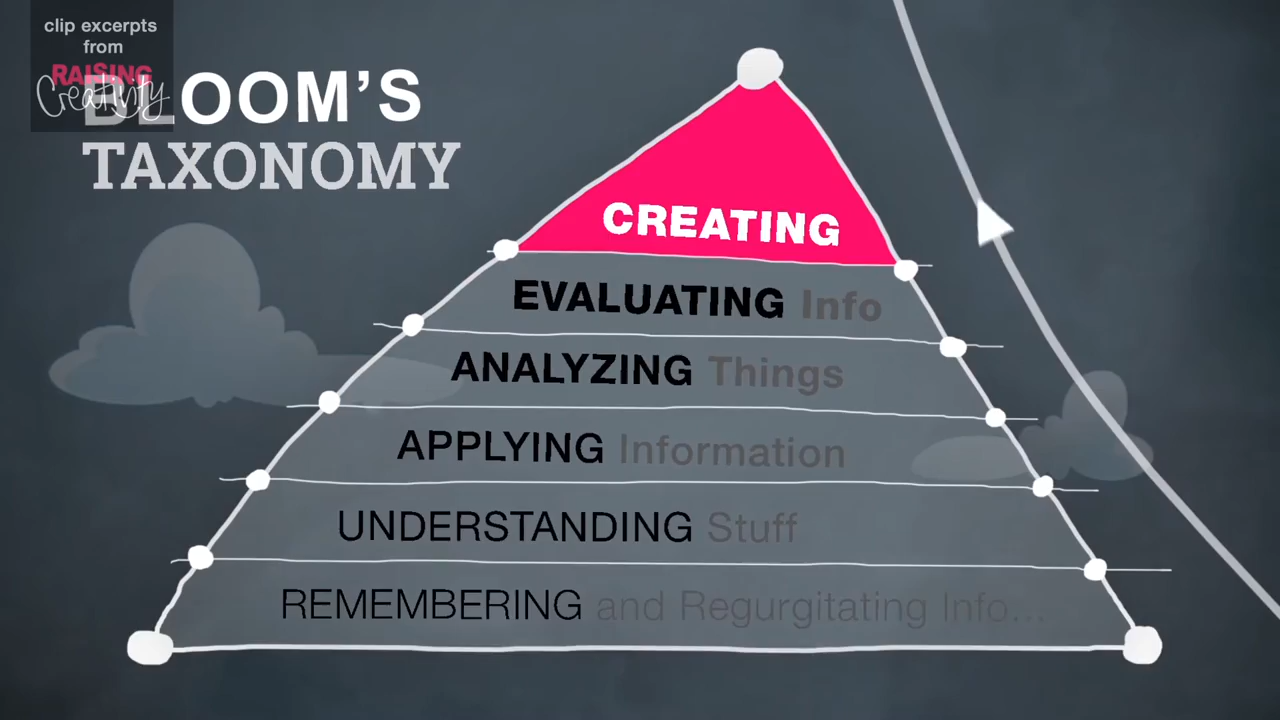 clip excerpts
from
RAISING
Creativity
BLOOM'S
TAXONOMY
CREATING
EVALUATING Info
ANALYZING Things
APPLYING Information
UNDERSTANDING Stuff
REMEMBERING and Regurgitating Info...